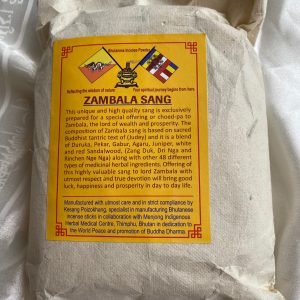 Bhutanese Incense Powder
Reflecting the wisdom of nature
Your spiritual journey begins from here.
ZAMBALA SANG
This unique and high quality sang is exclusively
prepared for a special offering or choed-pa to
Zambala, the lord of wealth and prosperity. The
composition of Zambala sang is based on sacred
Buddhist tantric text of (Judey) and it is a blend
of Duruka, Pekar, Gabur, Agaru, Juniper, white
and red Sandalwood, (Zang Duk, Dri Nga and
Rinchen Nge Nga) along with other 48 different
types of medicinal herbal ingredients. Offering of
this highly valuable sang to lord Zambala with
utmost respect and true devotion will bring good
luck, happiness and prosperity in day to day life.
Manufactured with utmost care and in strict compliance by
Kesang Poizokhang, specialist in manufacturing Bhutanese
incense sticks in collaboration with Menjong Indigenous
Herbal Medical Centre, Thimphu, Bhutan in dedication to
the World Peace and promotion of Buddha Dharma.